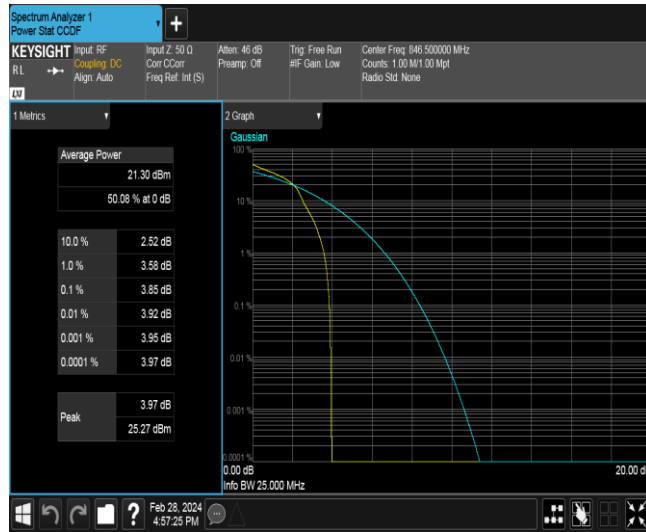 Spectrum Analyzer 1
Power Stat CCDF
KEYSIGHT
RL
LXI
Input: RF
Coupling: DC
Align: Auto
Input Z: 50 Ω
Corr CCorr
Freq Ref: Int (S)
Atten: 46 dB
Preamp: Off
Trig: Free Run
#IF Gain: Low
Center Freq: 846.500000 MHz
Counts: 1.00 M/1.00 Mpt
Radio Std: None
1 Metrics
Average Power
21.30 dBm
50.08 % at 0 dB
10.0 % 2.52 dB
1.0 % 3.58 dB
0.1 % 3.85 dB
0.01 % 3.92 dB
0.001 % 3.95 dB
0.0001 % 3.97 dB
Peak
3.97 dB
25.27 dBm
2 Graph
Gaussian
100 %
10 %
1 %
0.1 %
0.01 %
0.001 %
0.0001 %
0.00 dB
20.00 d
Info BW 25.000 MHz
Feb 28, 2024
4:57:25 PM